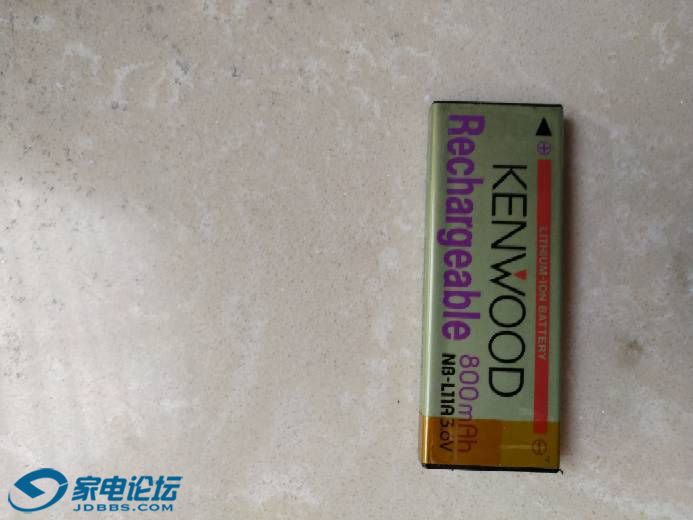 LITHIUM-ION BATTERY
KENWOOD
Rechargeable 800mAh
NB-L11A 3.6V
家电论坛
JDBBS.COM